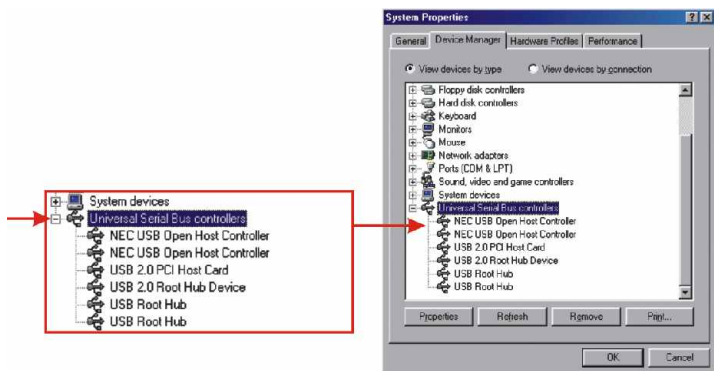 System devices
Universal Serial Bus controllers
NEC USB Open Host Controller
NEC USB Open Host Controller
USB 2.0 PCI Host Card
USB 2.0 Root Hub Device
USB Root Hub
USB Root Hub
System Properties
General Device Manager Hardware Profiles Performance
View devices by type View devices by connection
Floppy disk controllers
Hard disk controllers
Keyboard
Monitors
Mouse
Network adapters
Ports (COM & LPT)
Sound, video and game controllers
System devices
Universal Serial Bus controllers
NEC USB Open Host Controller
NEC USB Open Host Controller
USB 2.0 PCI Host Card
USB 2.0 Root Hub Device
USB Root Hub
USB Root Hub
Properties Refresh Remove Print...
OK Cancel